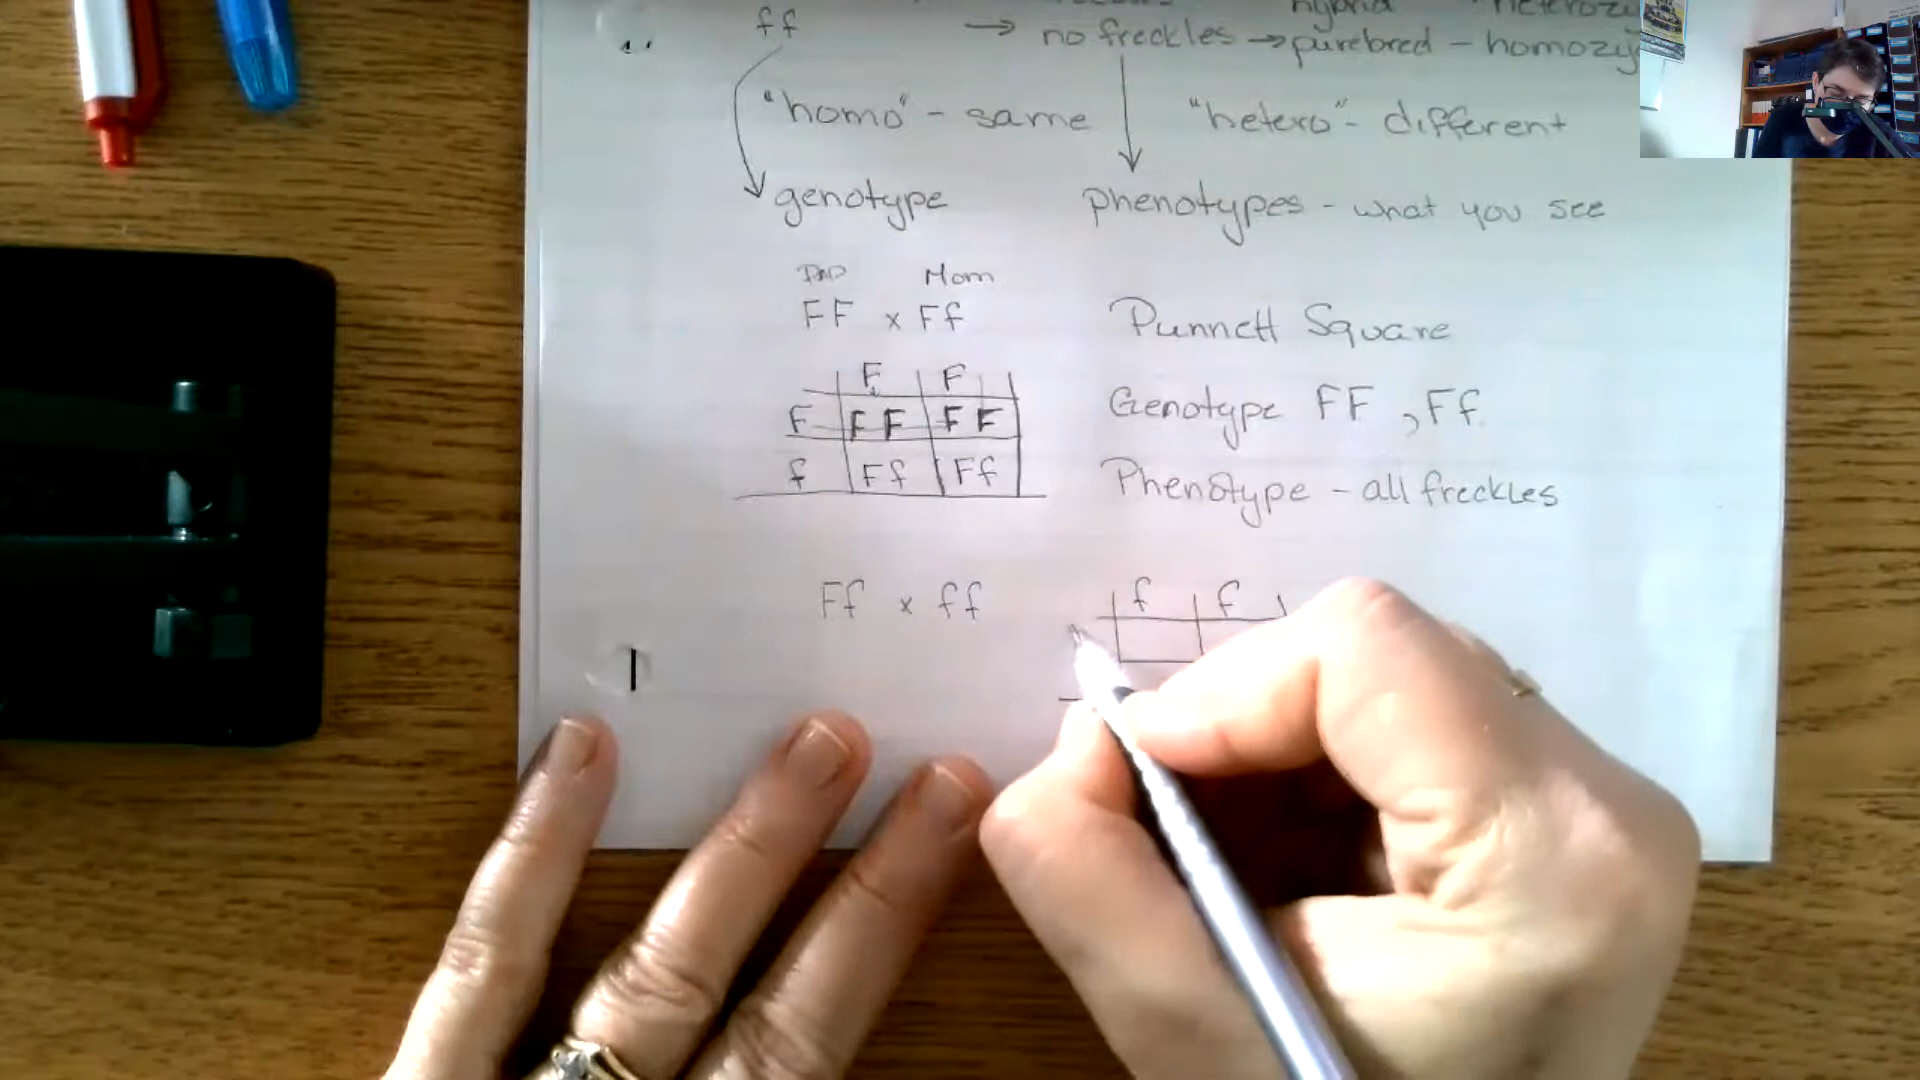 ff → no freckles → purebred -
"homo" - same "hetero" - different
genotype phenotypes - what you see
DAD Mom
FF x Ff Punnett Square
F F
F FF FF Genotype FF , Ff
f Ff Ff Phenotype - all freckles
Ff x ff f f